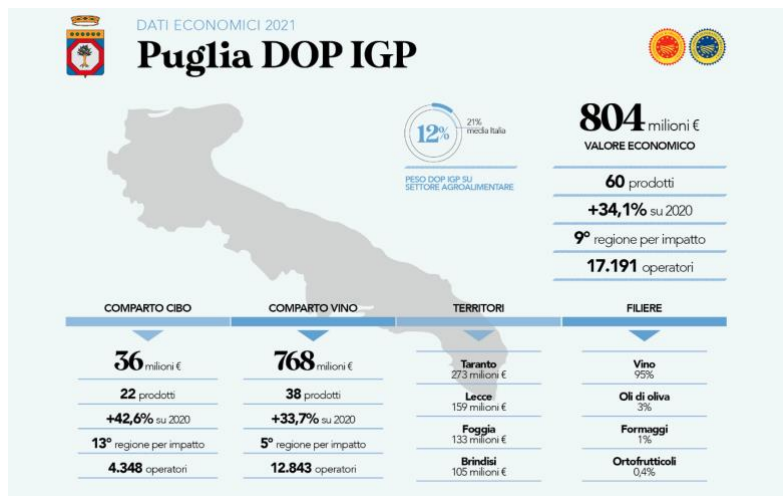 DATI ECONOMICI 2021
Puglia DOP IGP
12%
21%
media Italia
PESO DOP IGP SU
SETTORE AGROALIMENTARE
804 milioni €
VALORE ECONOMICO
60 prodotti
+34,1% su 2020
9° regione per impatto
17.191 operatori
COMPARTO CIBO
36 milioni €
22 prodotti
+42,6% su 2020
13° regione per impatto
4.348 operatori
COMPARTO VINO
768 milioni €
38 prodotti
+33,7% su 2020
5° regione per impatto
12.843 operatori
TERRITORI
Taranto
273 milioni €
Lecce
159 milioni €
Foggia
133 milioni €
Brindisi
105 milioni €
FILIERE
Vino
95%
Oli di oliva
3%
Formaggi
1%
Ortofrutticoli
0,4%